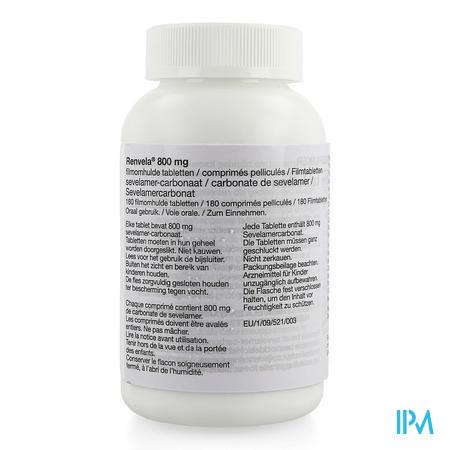 Renvela® 800 mg
filmomhulde tabletten / comprimés pelliculés / Filmtabletten
sevelamer-carbonaat / carbonate de sevelamer /
Sevelamercarbonat
180 filmomhulde tabletten / 180 comprimés pelliculés / 180 Filmtabletten
Oraal gebruik. / Voie orale. / Zum Einnehmen.
Elke tablet bevat 800 mg
sevelamer-carbonaat.
Tabletten moeten in hun geheel
worden doorgeslikt. Niet kauwen.
Lees voor het gebruik de bijsluiter.
Buiten het zicht en bereik van
kinderen houden.
De fles zorgvuldig gesloten houden
ter bescherming tegen vocht.
Chaque comprimé contient 800 mg
de carbonate de sevelamer.
Les comprimés doivent être avalés
entiers. Ne pas mâcher.
Lire la notice avant utilisation.
Tenir hors de la vue et de la portée
des enfants.
Conserver le flacon soigneusement
fermé, à l'abri de l'humidité.
Jede Tablette enthält 800 mg
Sevelamercarbonat.
Die Tabletten müssen ganz
geschluckt werden.
Nicht zerkauen.
Packungsbeilage beachten.
Arzneimittel für Kinder
unzugänglich aufbewahren.
Die Flasche fest verschlossen
halten, um den Inhalt vor
Feuchtigkeit zu schützen.
EU/1/09/521/003
IPM